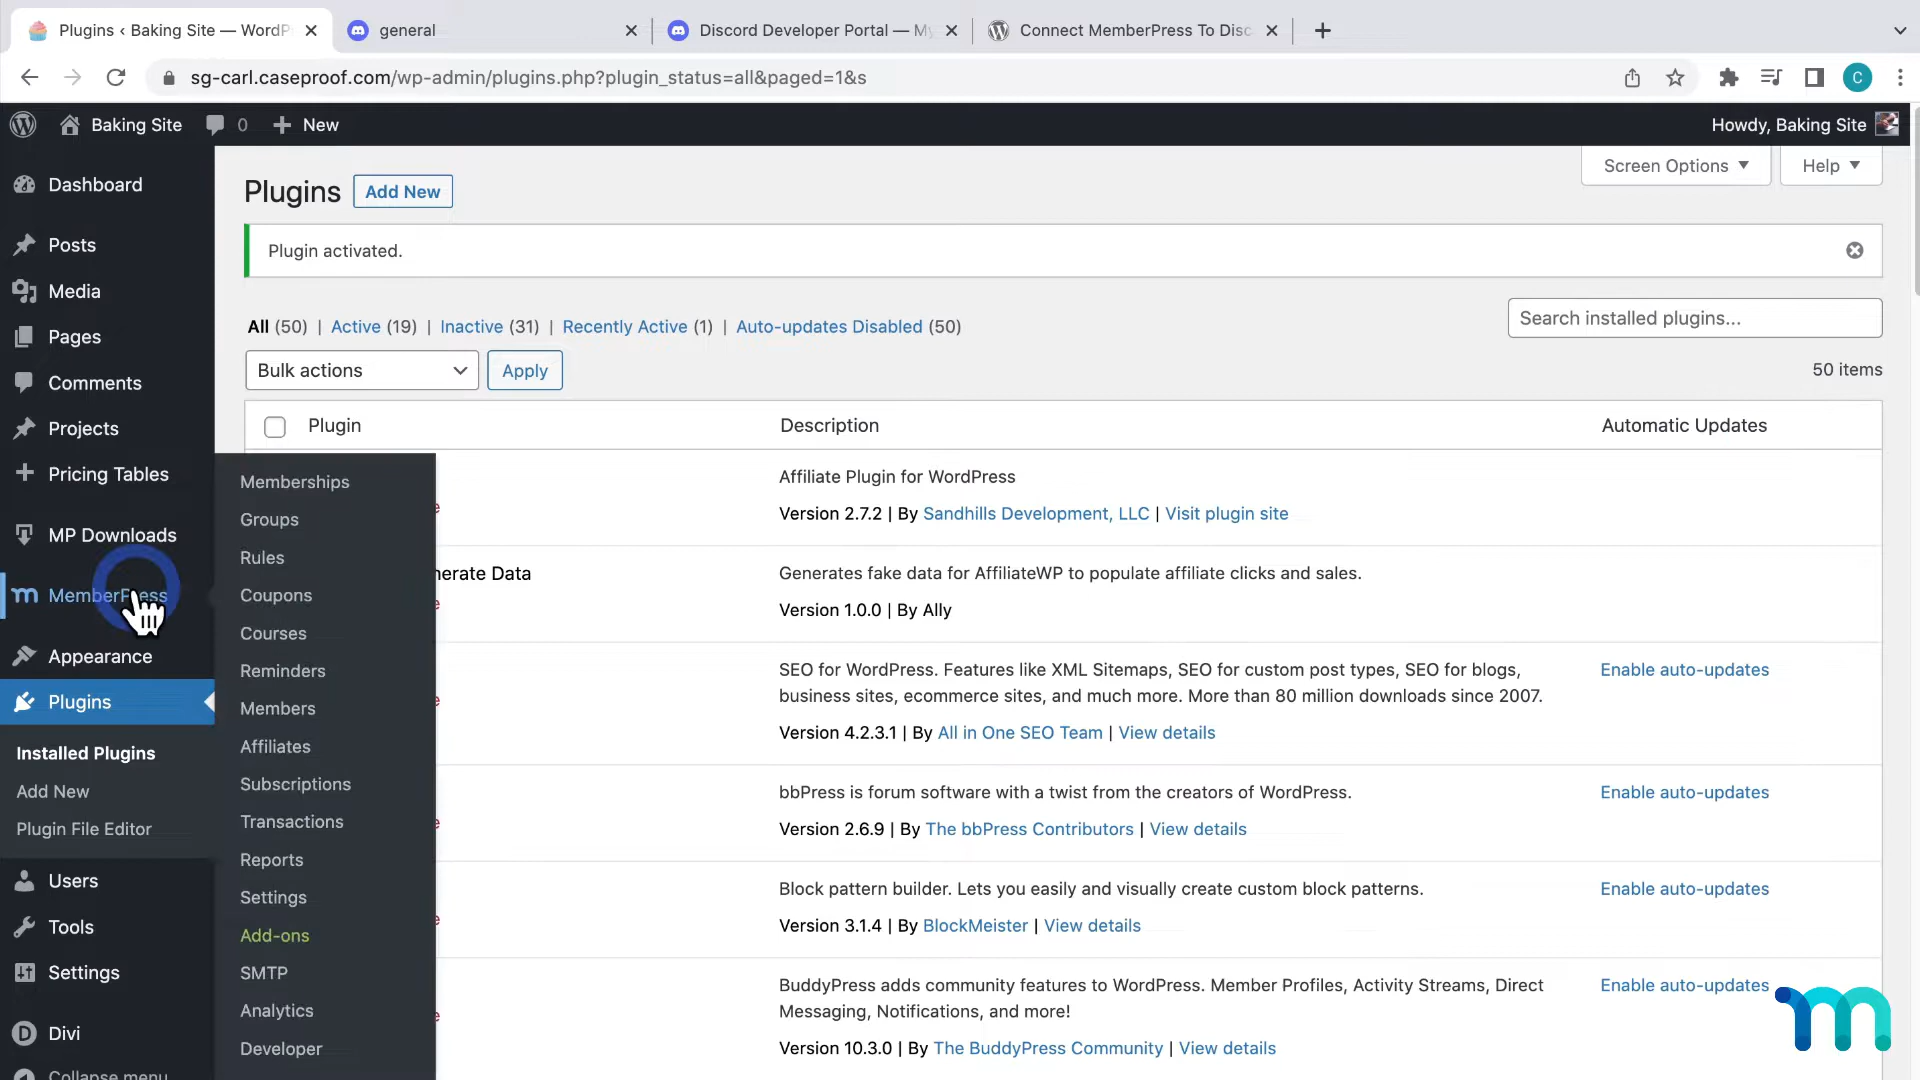 Plugins ‹ Baking Site — WordP
general
Discord Developer Portal — My
Connect MemberPress To Disc
sg-carl.caseproof.com/wp-admin/plugins.php?plugin_status=all&paged=1&s
C
Baking Site
0
New
Howdy, Baking Site
Dashboard
Posts
Media
Pages
Comments
Projects
Pricing Tables
MP Downloads
MemberPress
Appearance
Plugins
Installed Plugins
Add New
Plugin File Editor
Users
Tools
Settings
Divi
Collapse menu
Memberships
Groups
Rules
Coupons
Courses
Reminders
Members
Affiliates
Subscriptions
Transactions
Reports
Settings
Add-ons
SMTP
Analytics
Developer
Screen Options
Help
Plugins
Add New
Plugin activated.
All (50) | Active (19) | Inactive (31) | Recently Active (1) | Auto-updates Disabled (50)
Search installed plugins...
Bulk actions
Apply
50 items
Plugin
Description
Automatic Updates
Affiliate Plugin for WordPress
Version 2.7.2 | By Sandhills Development, LLC | Visit plugin site
nerate Data
Generates fake data for AffiliateWP to populate affiliate clicks and sales.
Version 1.0.0 | By Ally
SEO for WordPress. Features like XML Sitemaps, SEO for custom post types, SEO for blogs,
business sites, ecommerce sites, and much more. More than 80 million downloads since 2007.
Enable auto-updates
Version 4.2.3.1 | By All in One SEO Team | View details
bbPress is forum software with a twist from the creators of WordPress.
Enable auto-updates
Version 2.6.9 | By The bbPress Contributors | View details
Block pattern builder. Lets you easily and visually create custom block patterns.
Enable auto-updates
Version 3.1.4 | By BlockMeister | View details
BuddyPress adds community features to WordPress. Member Profiles, Activity Streams, Direct
Messaging, Notifications, and more!
Enable auto-updates
Version 10.3.0 | By The BuddyPress Community | View details